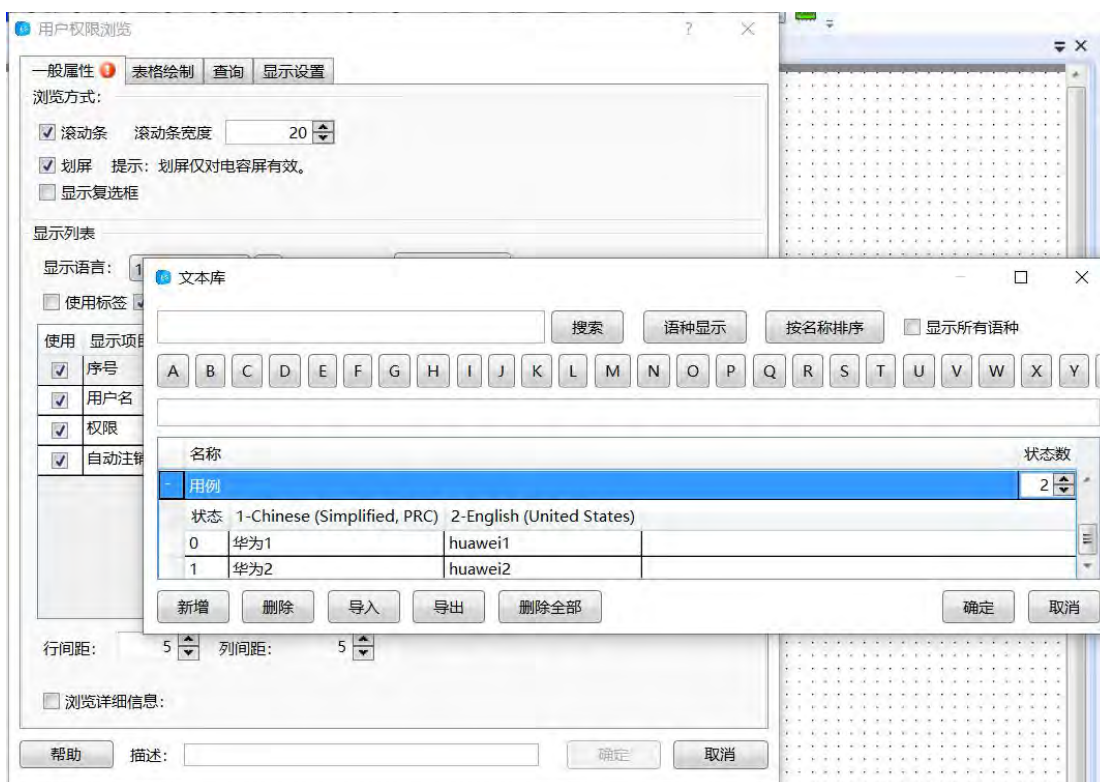 用户权限浏览
一般属性 表格绘制 查询 显示设置
浏览方式：
滚动条 滚动条宽度 20
划屏 提示：划屏仅对电容屏有效。
显示复选框
显示列表
显示语言： 1
文本库
使用标签
搜索 语种显示 按名称排序 显示所有语种
使用 显示项目
A B C D E F G H I J K L M N O P Q R S T U V W X Y
序号
用户名
权限
自动注销
名称 状态数
用例 2
状态 1-Chinese (Simplified, PRC) 2-English (United States)
0 华为1 huawei1
1 华为2 huawei2
新增 删除 导入 导出 删除全部 确定 取消
行间距： 5 列间距： 5
浏览详细信息：
帮助 描述： 确定 取消